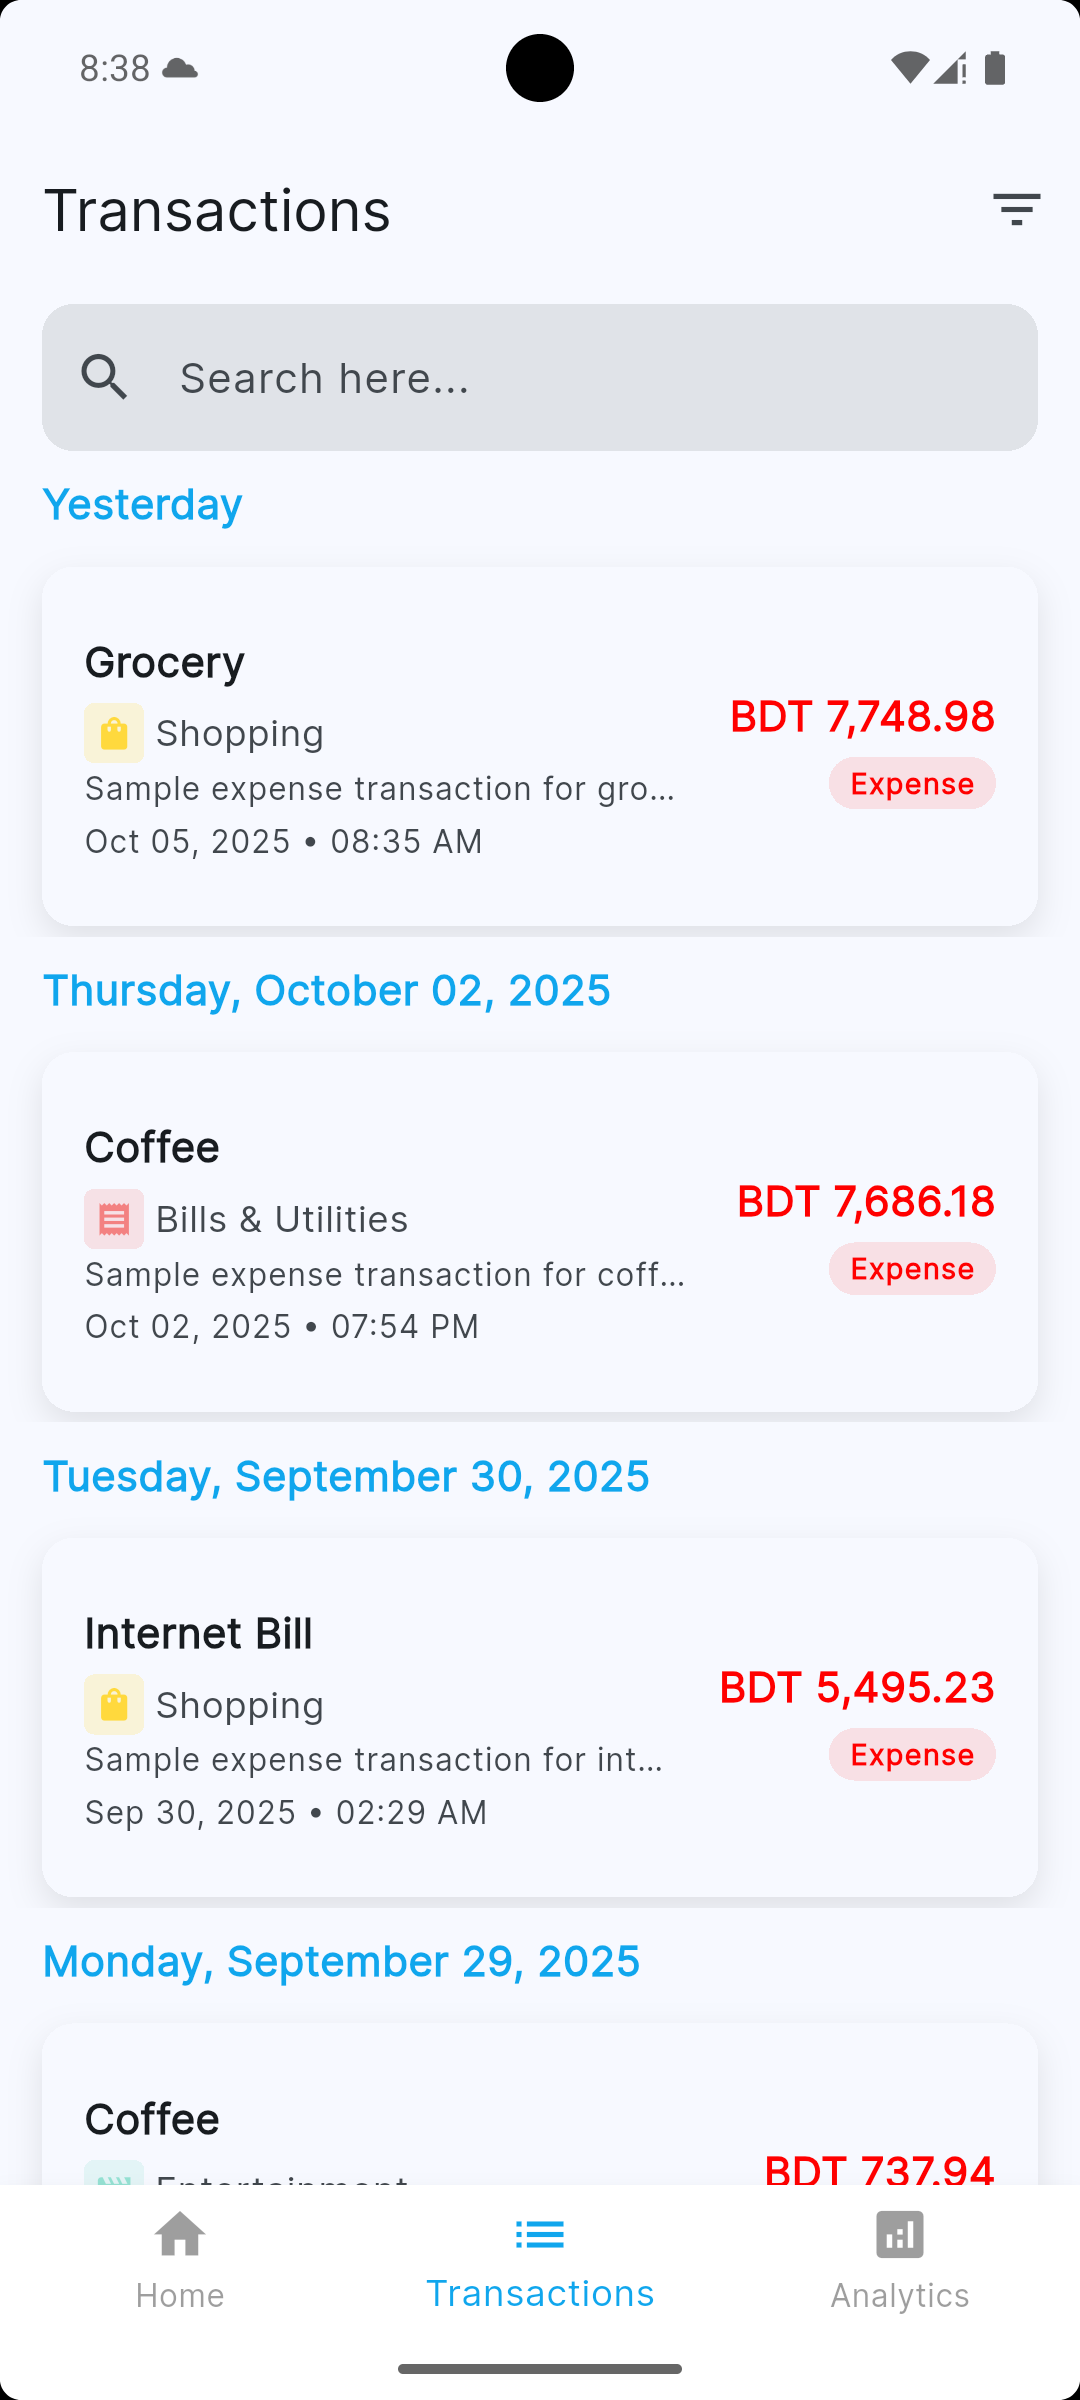 8:38
Transactions
Search here...
Yesterday
Grocery
Shopping
BDT 7,748.98
Sample expense transaction for gro...
Expense
Oct 05, 2025 • 08:35 AM
Thursday, October 02, 2025
Coffee
Bills & Utilities
BDT 7,686.18
Sample expense transaction for coff...
Expense
Oct 02, 2025 • 07:54 PM
Tuesday, September 30, 2025
Internet Bill
Shopping
BDT 5,495.23
Sample expense transaction for int...
Expense
Sep 30, 2025 • 02:29 AM
Monday, September 29, 2025
Coffee
Entertainment
BDT 737.94
Home
Transactions
Analytics